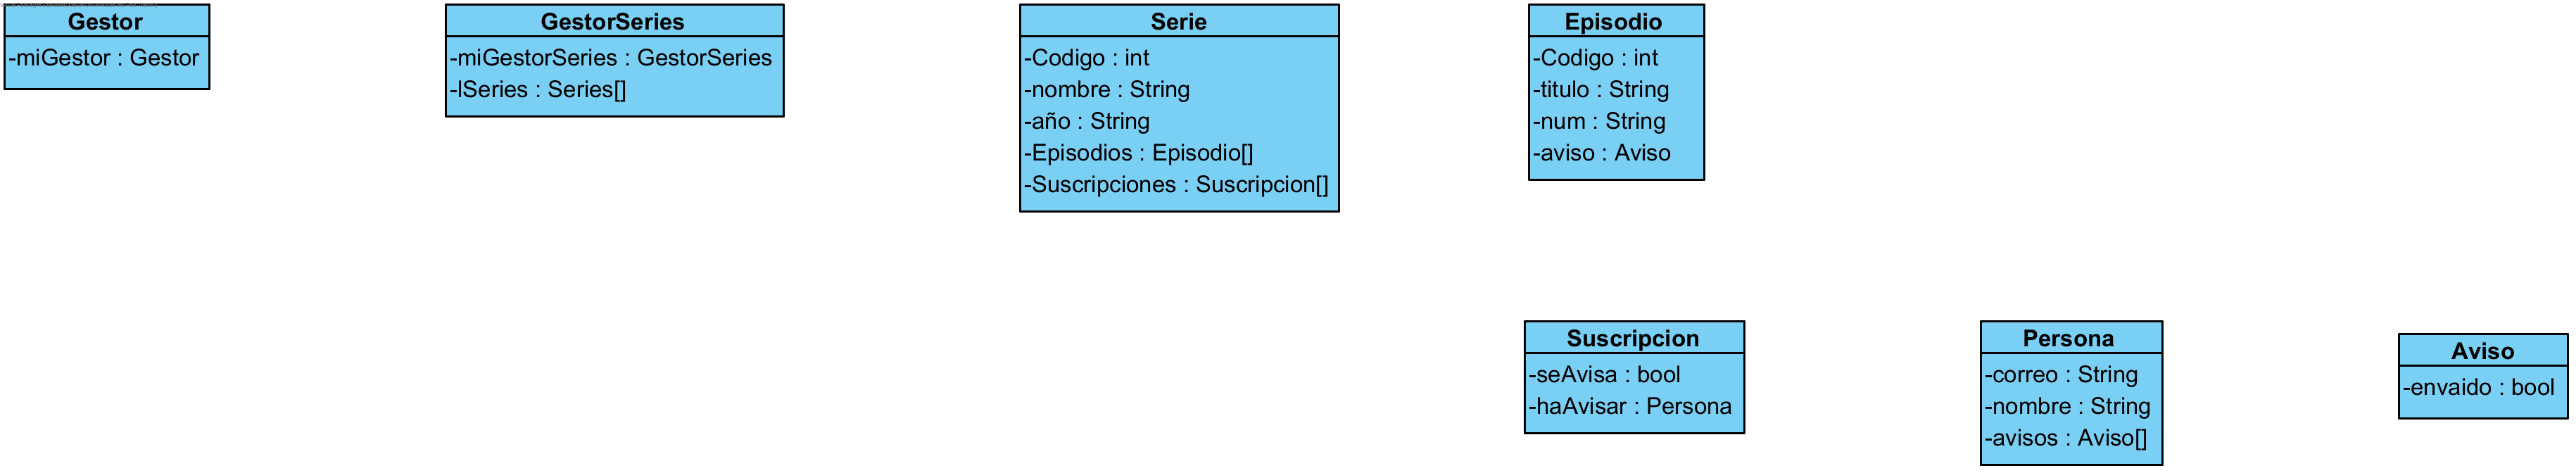 Gestor
-miGestor : Gestor
GestorSeries
-miGestorSeries : GestorSeries
-lSeries : Series[]
Serie
-Codigo : int
-nombre : String
-año : String
-Episodios : Episodio[]
-Suscripciones : Suscripcion[]
Episodio
-Codigo : int
-titulo : String
-num : String
-aviso : Aviso
Suscripcion
-seAvisa : bool
-haAvisar : Persona
Persona
-correo : String
-nombre : String
-avisos : Aviso[]
Aviso
-envaido : bool